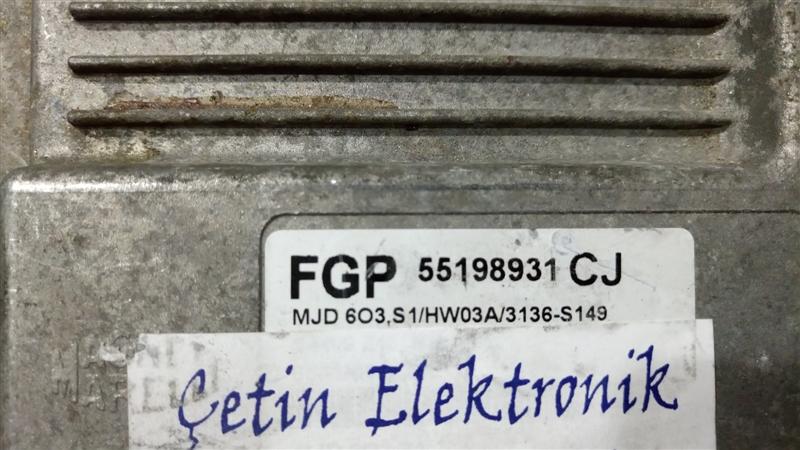 FGP 55198931 CJ
MJD 6O3.S1/HW03A/3136-S149
Çetin Elektronik